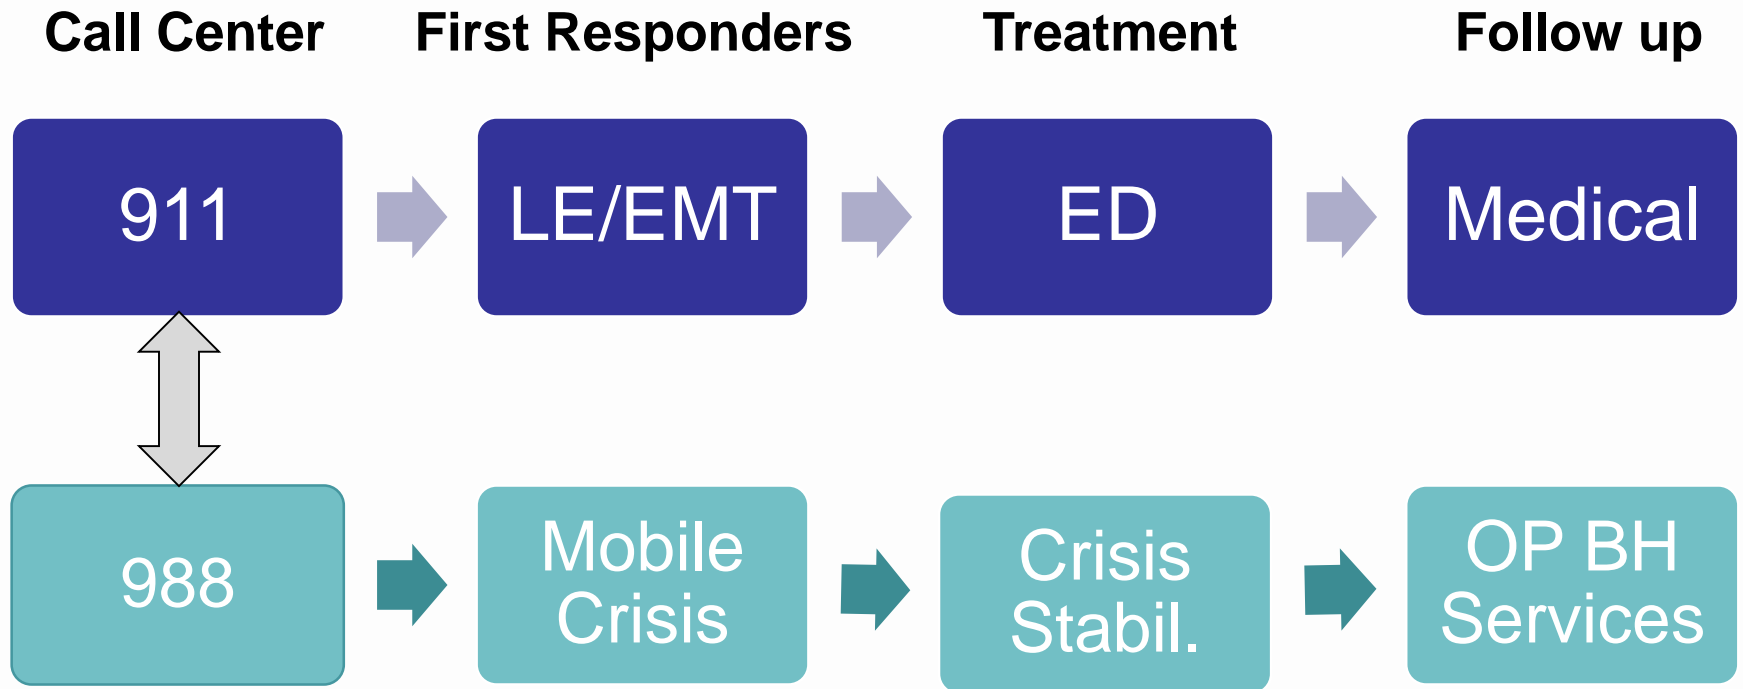 Call Center
First Responders
Treatment
Follow up
911
LE/EMT
ED
Medical
988
Mobile
Crisis
Crisis
Stabil.
OP BH
Services